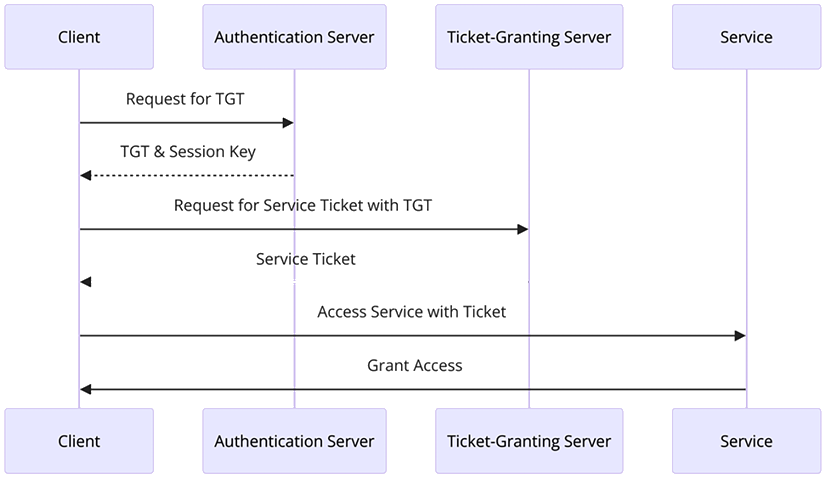 Client
Authentication Server
Ticket-Granting Server
Service
Request for TGT
TGT & Session Key
Request for Service Ticket with TGT
Service Ticket
Access Service with Ticket
Grant Access
Client
Authentication Server
Ticket-Granting Server
Service